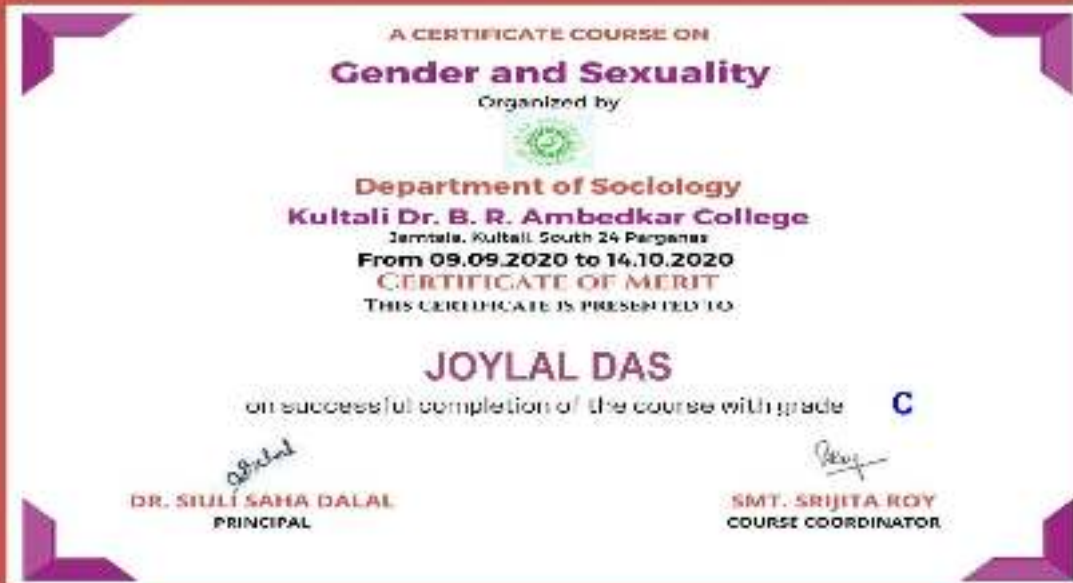 A CERTIFICATE COURSE ON
Gender and Sexuality
Organized by
Department of Sociology
Kultali Dr. B. R. Ambedkar College
Jamtala, Kultali, South 24 Parganas
From 09.09.2020 to 14.10.2020
CERTIFICATE OF MERIT
THIS CERTIFICATE IS PRESENTED TO
JOYLAL DAS
on successful completion of the course with grade C
DR. SIULI SAHA DALAL
PRINCIPAL
SMT. SRIJITA ROY
COURSE COORDINATOR